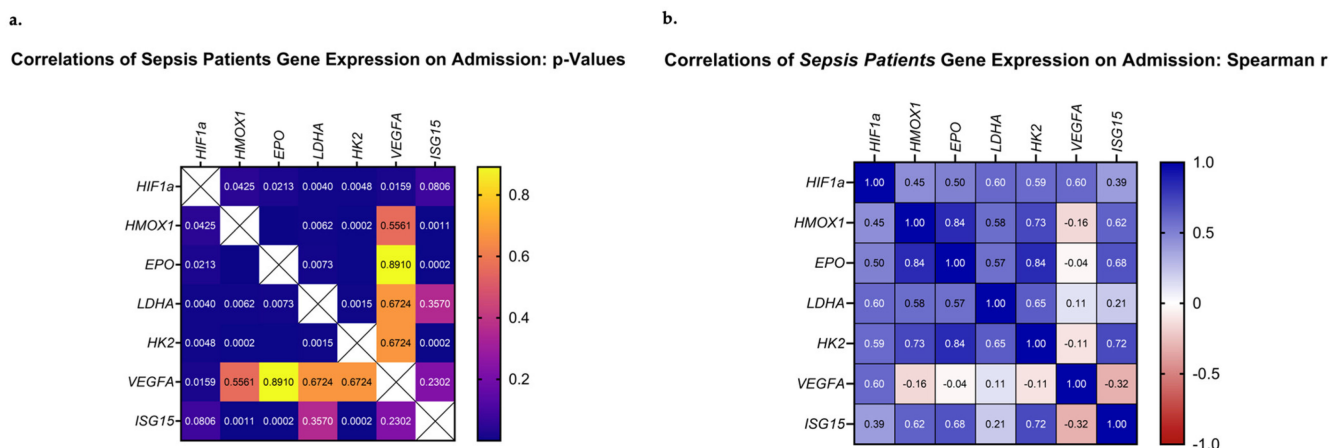 a.
Correlations of Sepsis Patients Gene Expression on Admission: p-Values
HIF1a HMOX1 EPO LDHA HK2 VEGFA ISG15
HIF1a 0.0425 0.0213 0.0040 0.0048 0.0159 0.0806
HMOX1 0.0425 0.0062 0.0002 0.5561 0.0011
EPO 0.0213 0.0073 0.8910 0.0002
LDHA 0.0040 0.0062 0.0073 0.0015 0.6724 0.3570
HK2 0.0048 0.0002 0.0015 0.6724 0.0002
VEGFA 0.0159 0.5561 0.8910 0.6724 0.6724 0.2302
ISG15 0.0806 0.0011 0.0002 0.3570 0.0002 0.2302
0.8
0.6
0.4
0.2
b.
Correlations of Sepsis Patients Gene Expression on Admission: Spearman r
HIF1a HMOX1 EPO LDHA HK2 VEGFA ISG15
HIF1a 1.00 0.45 0.50 0.60 0.59 0.60 0.39
HMOX1 0.45 1.00 0.84 0.58 0.73 -0.16 0.62
EPO 0.50 0.84 1.00 0.57 0.84 -0.04 0.68
LDHA 0.60 0.58 0.57 1.00 0.65 0.11 0.21
HK2 0.59 0.73 0.84 0.65 1.00 -0.11 0.72
VEGFA 0.60 -0.16 -0.04 0.11 -0.11 1.00 -0.32
ISG15 0.39 0.62 0.68 0.21 0.72 -0.32 1.00
1.0
0.5
0
-0.5
-1.0